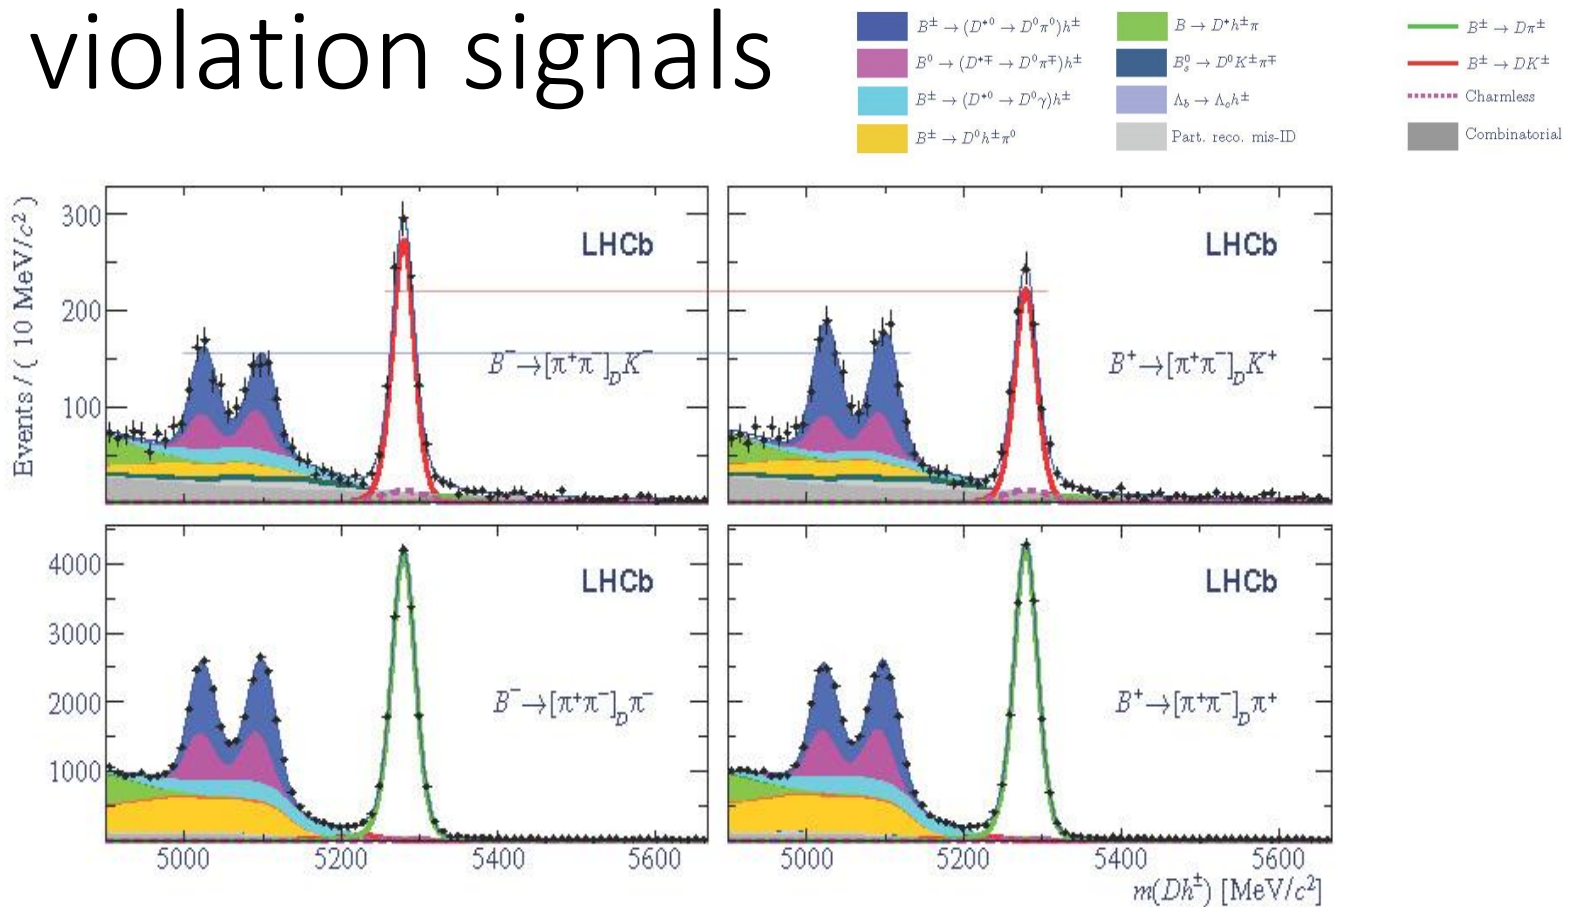 violation signals
B± → (D*⁰ → D⁰π⁰)h±
B⁰ → (D*∓ → D⁰π∓)h±
B± → (D*⁰ → D⁰γ)h±
B± → D⁰h±π⁰
B → D*h±π
B⁰ₛ → D⁰K±π∓
Λb → Λch±
Part. reco. mis-ID
B± → Dπ±
B± → DK±
Charmless
Combinatorial
Events / ( 10 MeV/c² )
300
200
100
LHCb
B⁻→[π⁺π⁻]DK⁻
LHCb
B⁺→[π⁺π⁻]DK⁺
4000
3000
2000
1000
LHCb
B⁻→[π⁺π⁻]Dπ⁻
LHCb
B⁺→[π⁺π⁻]Dπ⁺
5000 5200 5400 5600
5000 5200 5400 5600
m(Dh±) [MeV/c²]